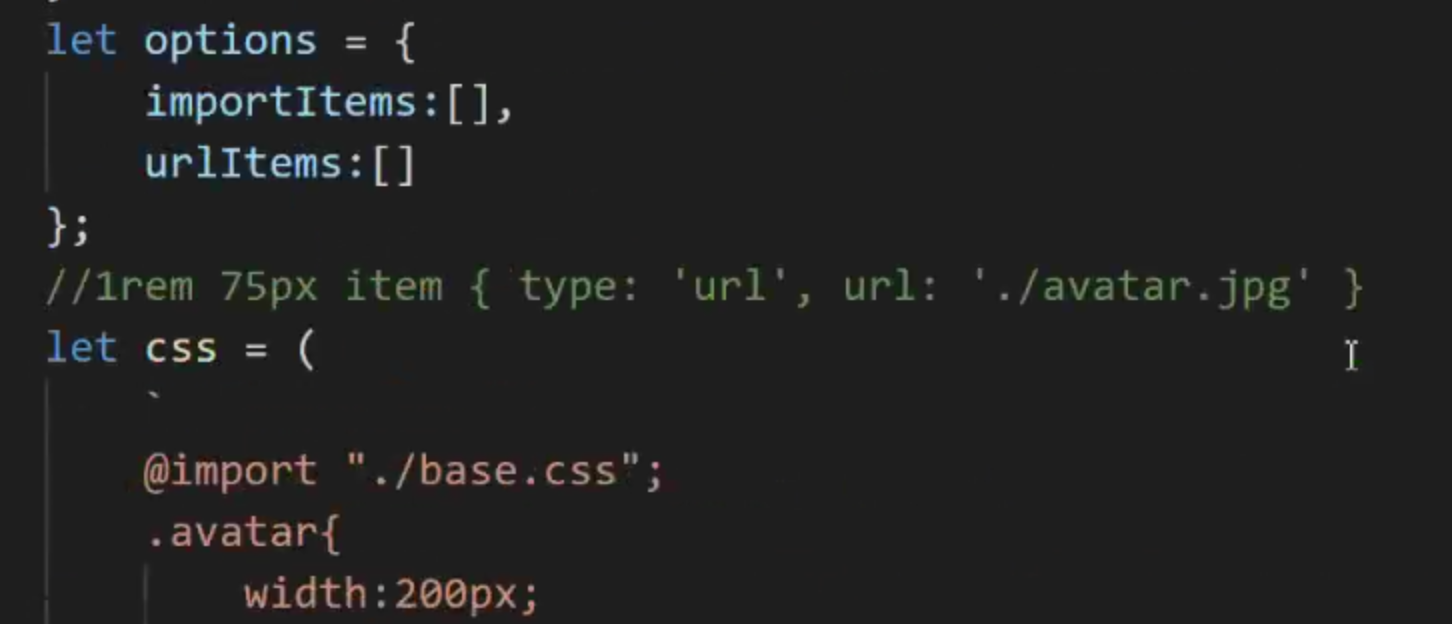 let options = {
importItems:[],
urlItems:[]
};
//1rem 75px item { type: 'url', url: './avatar.jpg' }
let css = (
`
@import "./base.css";
.avatar{
width:200px;